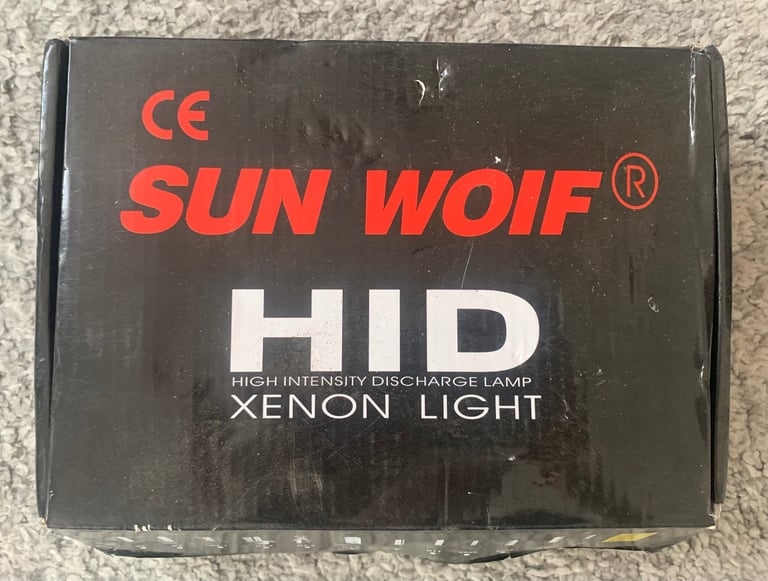 CE
SUN WOIF ®
HID
HIGH INTENSITY DISCHARGE LAMP
XENON LIGHT